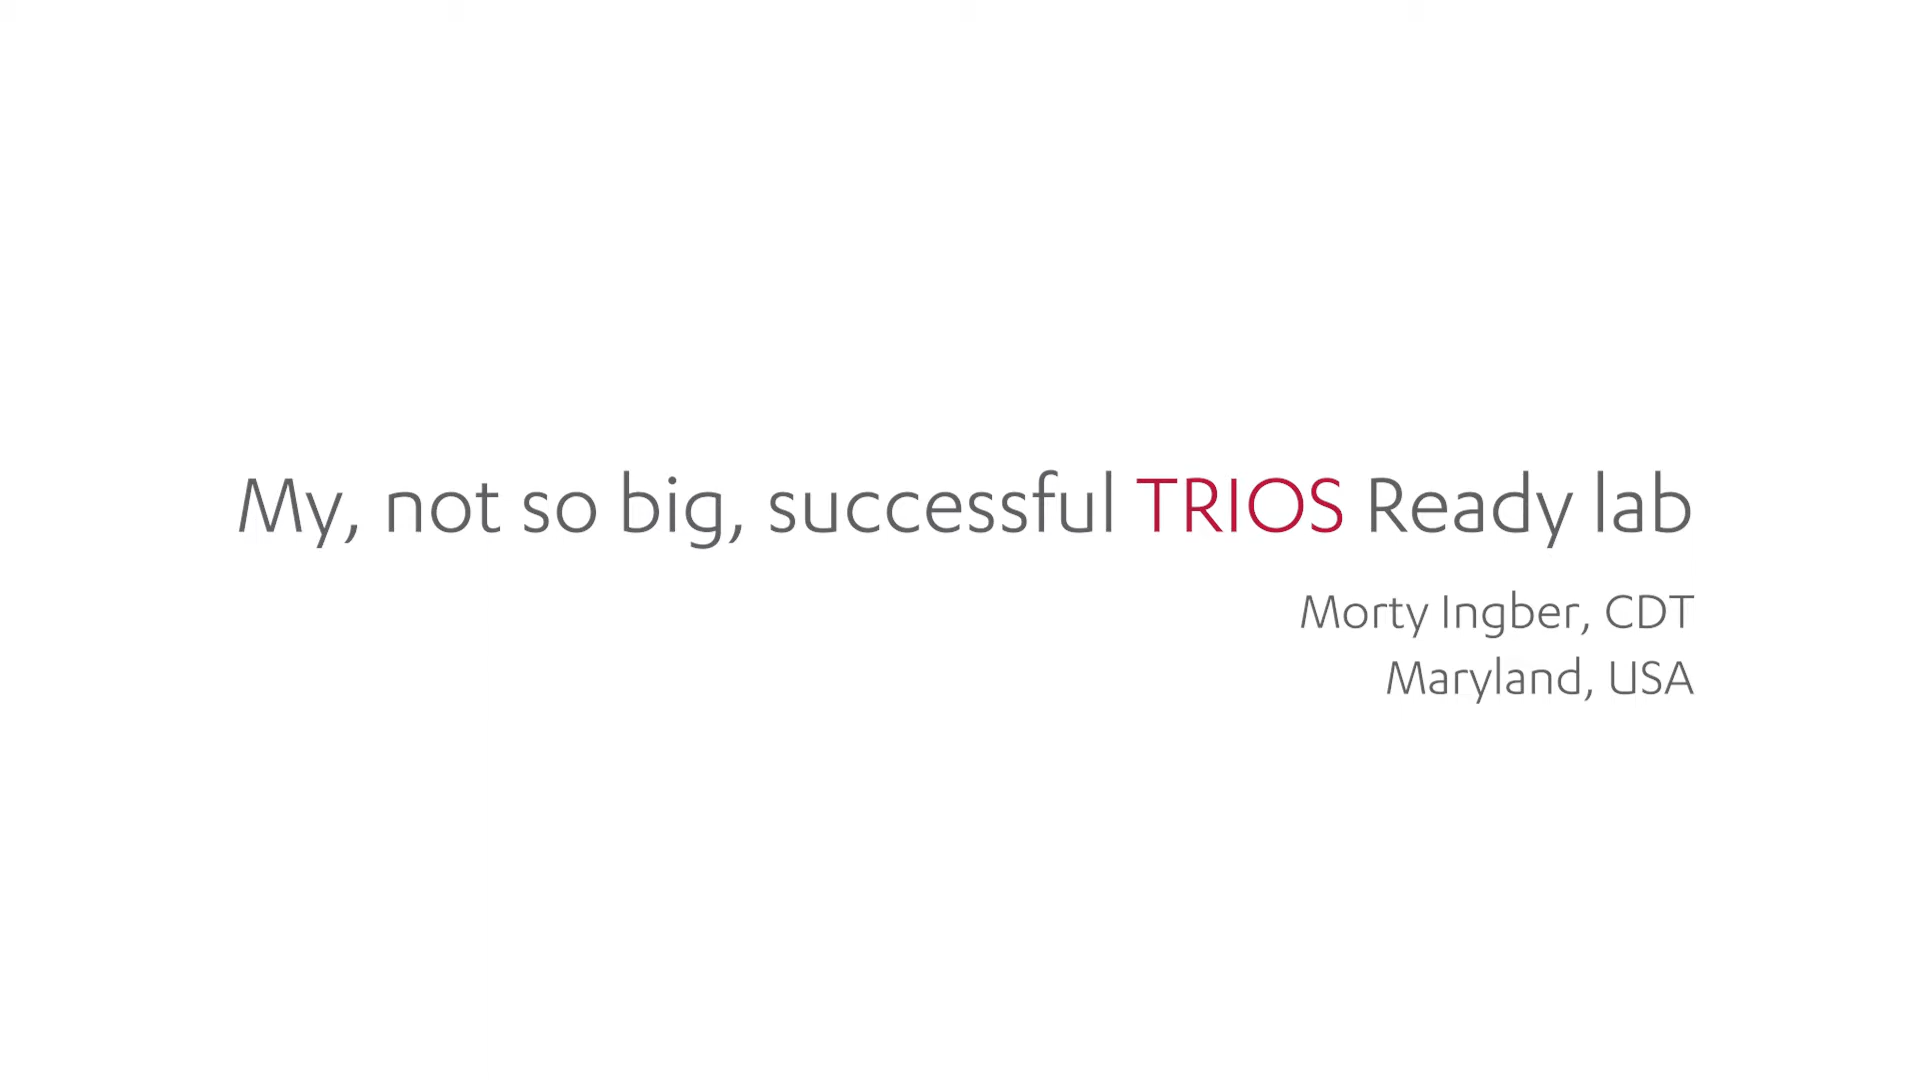 My, not so big, successful TRIOS Ready lab
Morty Ingber, CDT
Maryland, USA